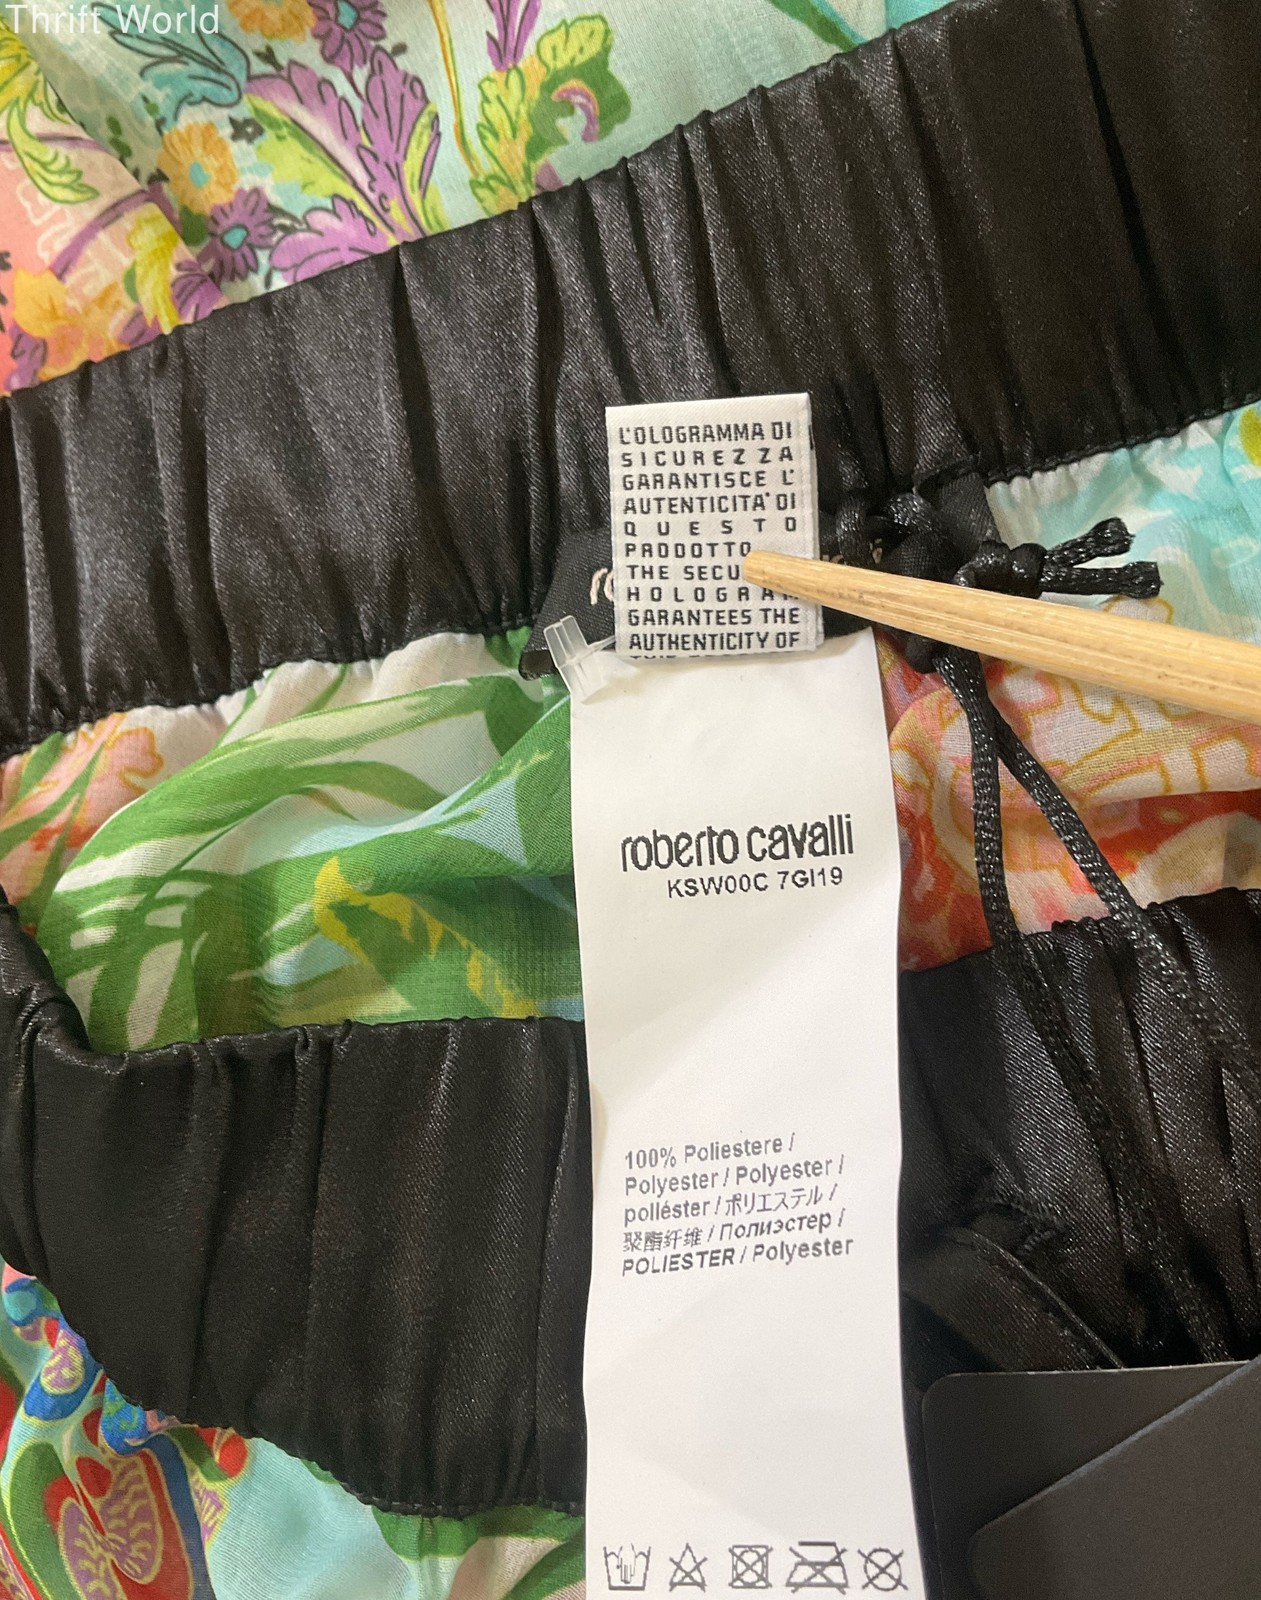 Thrift World
L'OLOGRAMMA DI
SICUREZZA
GARANTISCE L'
AUTENTICITA' DI
QUESTO
PRODOTTO
THE SECU
HOLOGRAM
GARANTEES THE
AUTHENTICITY OF
roberto cavalli
KSW00C 7GI19
100% Poliestere /
Polyester / Polyester /
poliéster / ポリエステル /
聚酯纤维 / Полиэстер /
POLIESTER / Polyester